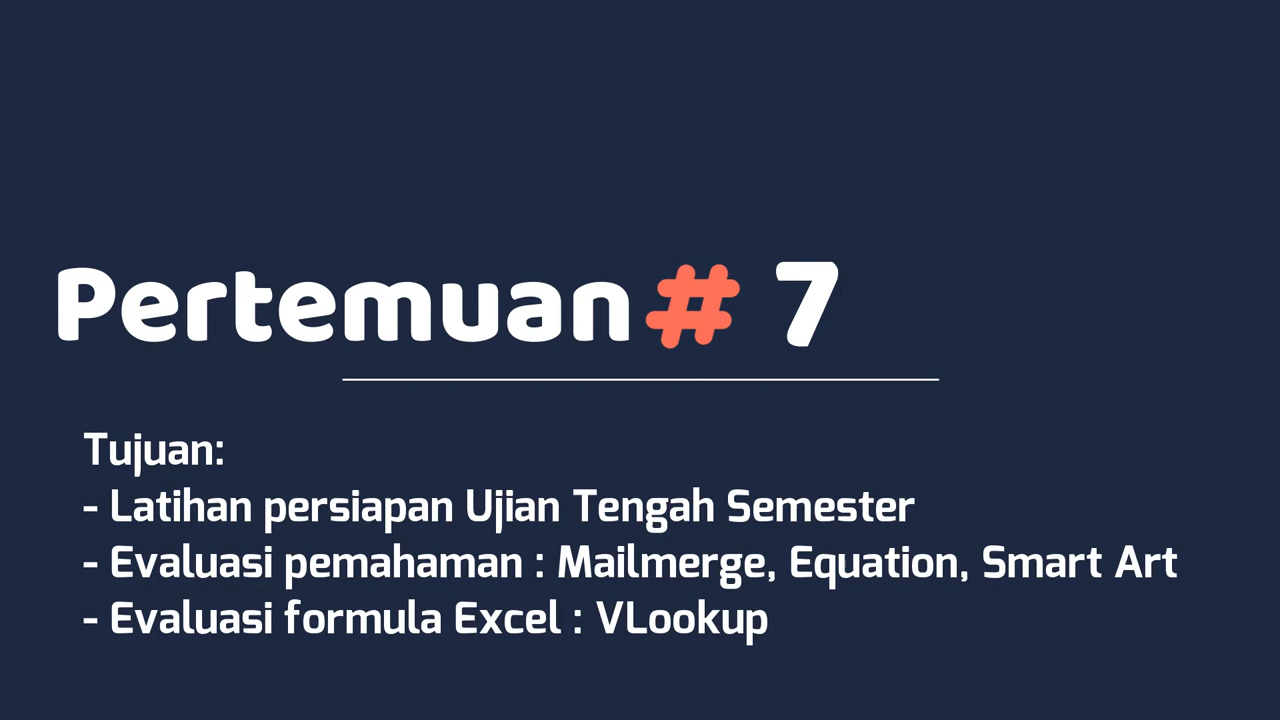 Pertemuan# 7
Tujuan:
- Latihan persiapan Ujian Tengah Semester
- Evaluasi pemahaman : Mailmerge, Equation, Smart Art
- Evaluasi formula Excel : VLookup